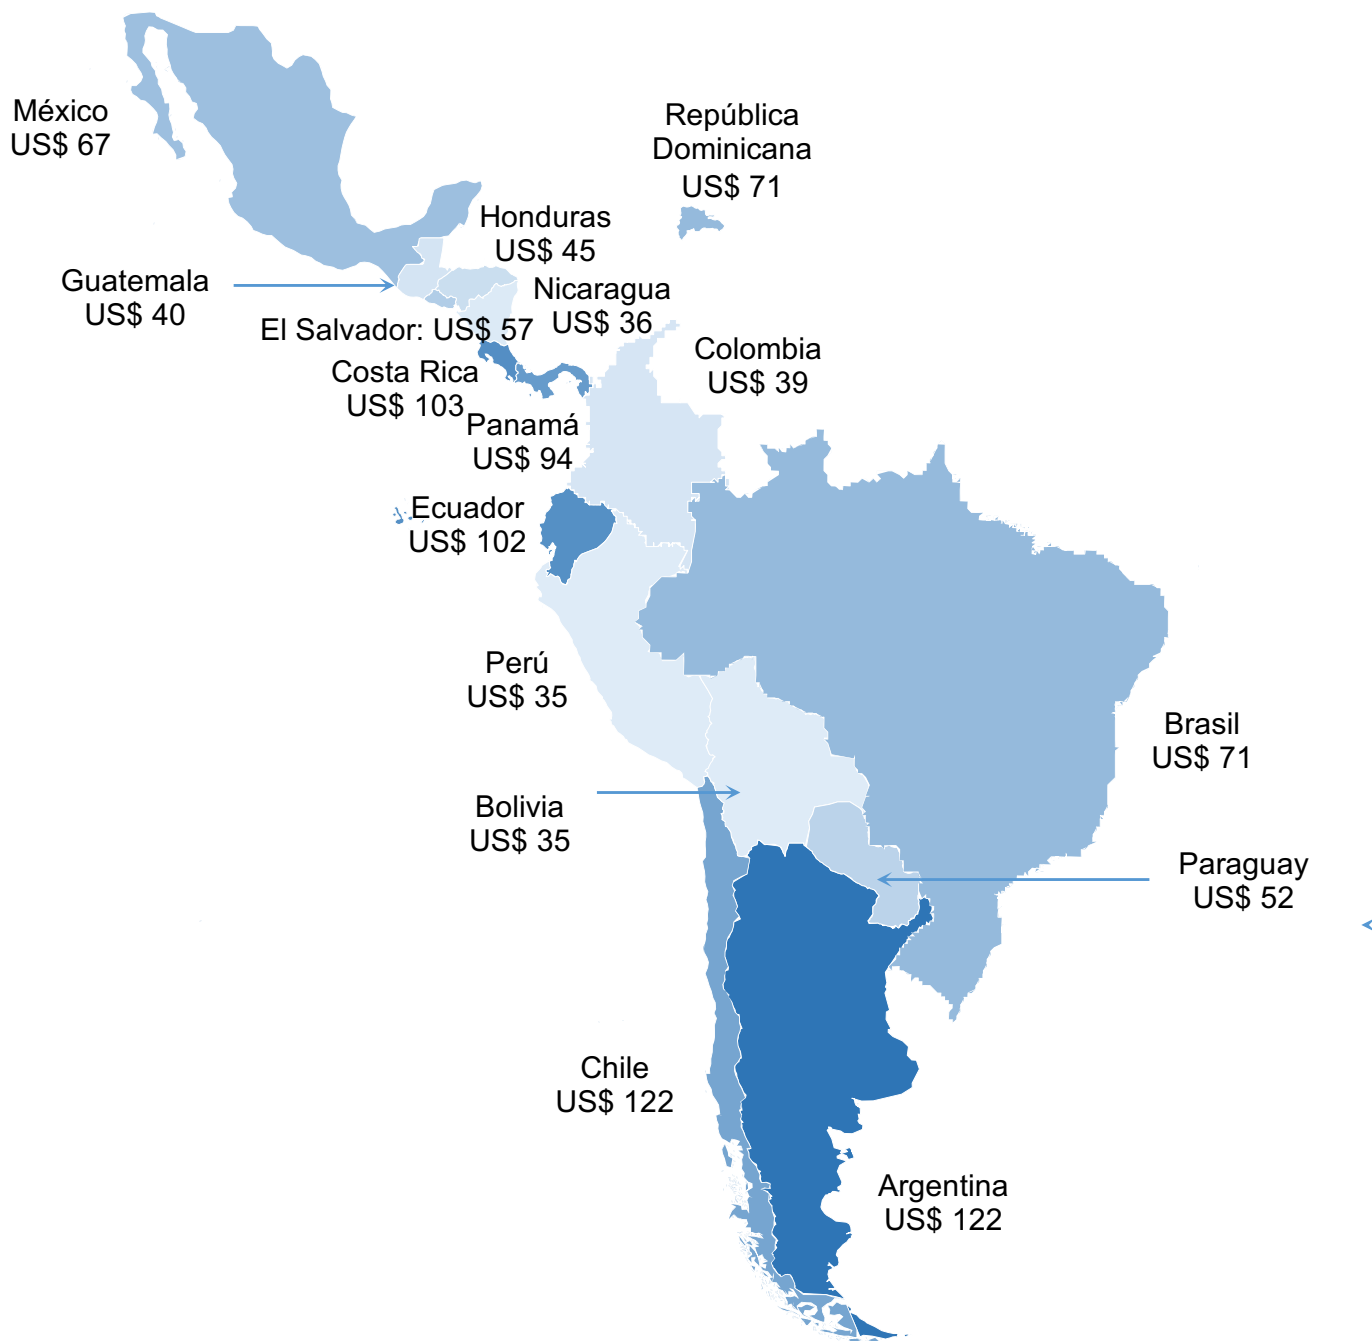 México
US$ 67
República
Dominicana
US$ 71
Honduras
US$ 45
Guatemala
US$ 40
Nicaragua
US$ 36
El Salvador: US$ 57
Colombia
US$ 39
Costa Rica
US$ 103
Panamá
US$ 94
Ecuador
US$ 102
Perú
US$ 35
Brasil
US$ 71
Bolivia
US$ 35
Paraguay
US$ 52
Chile
US$ 122
Argentina
US$ 122